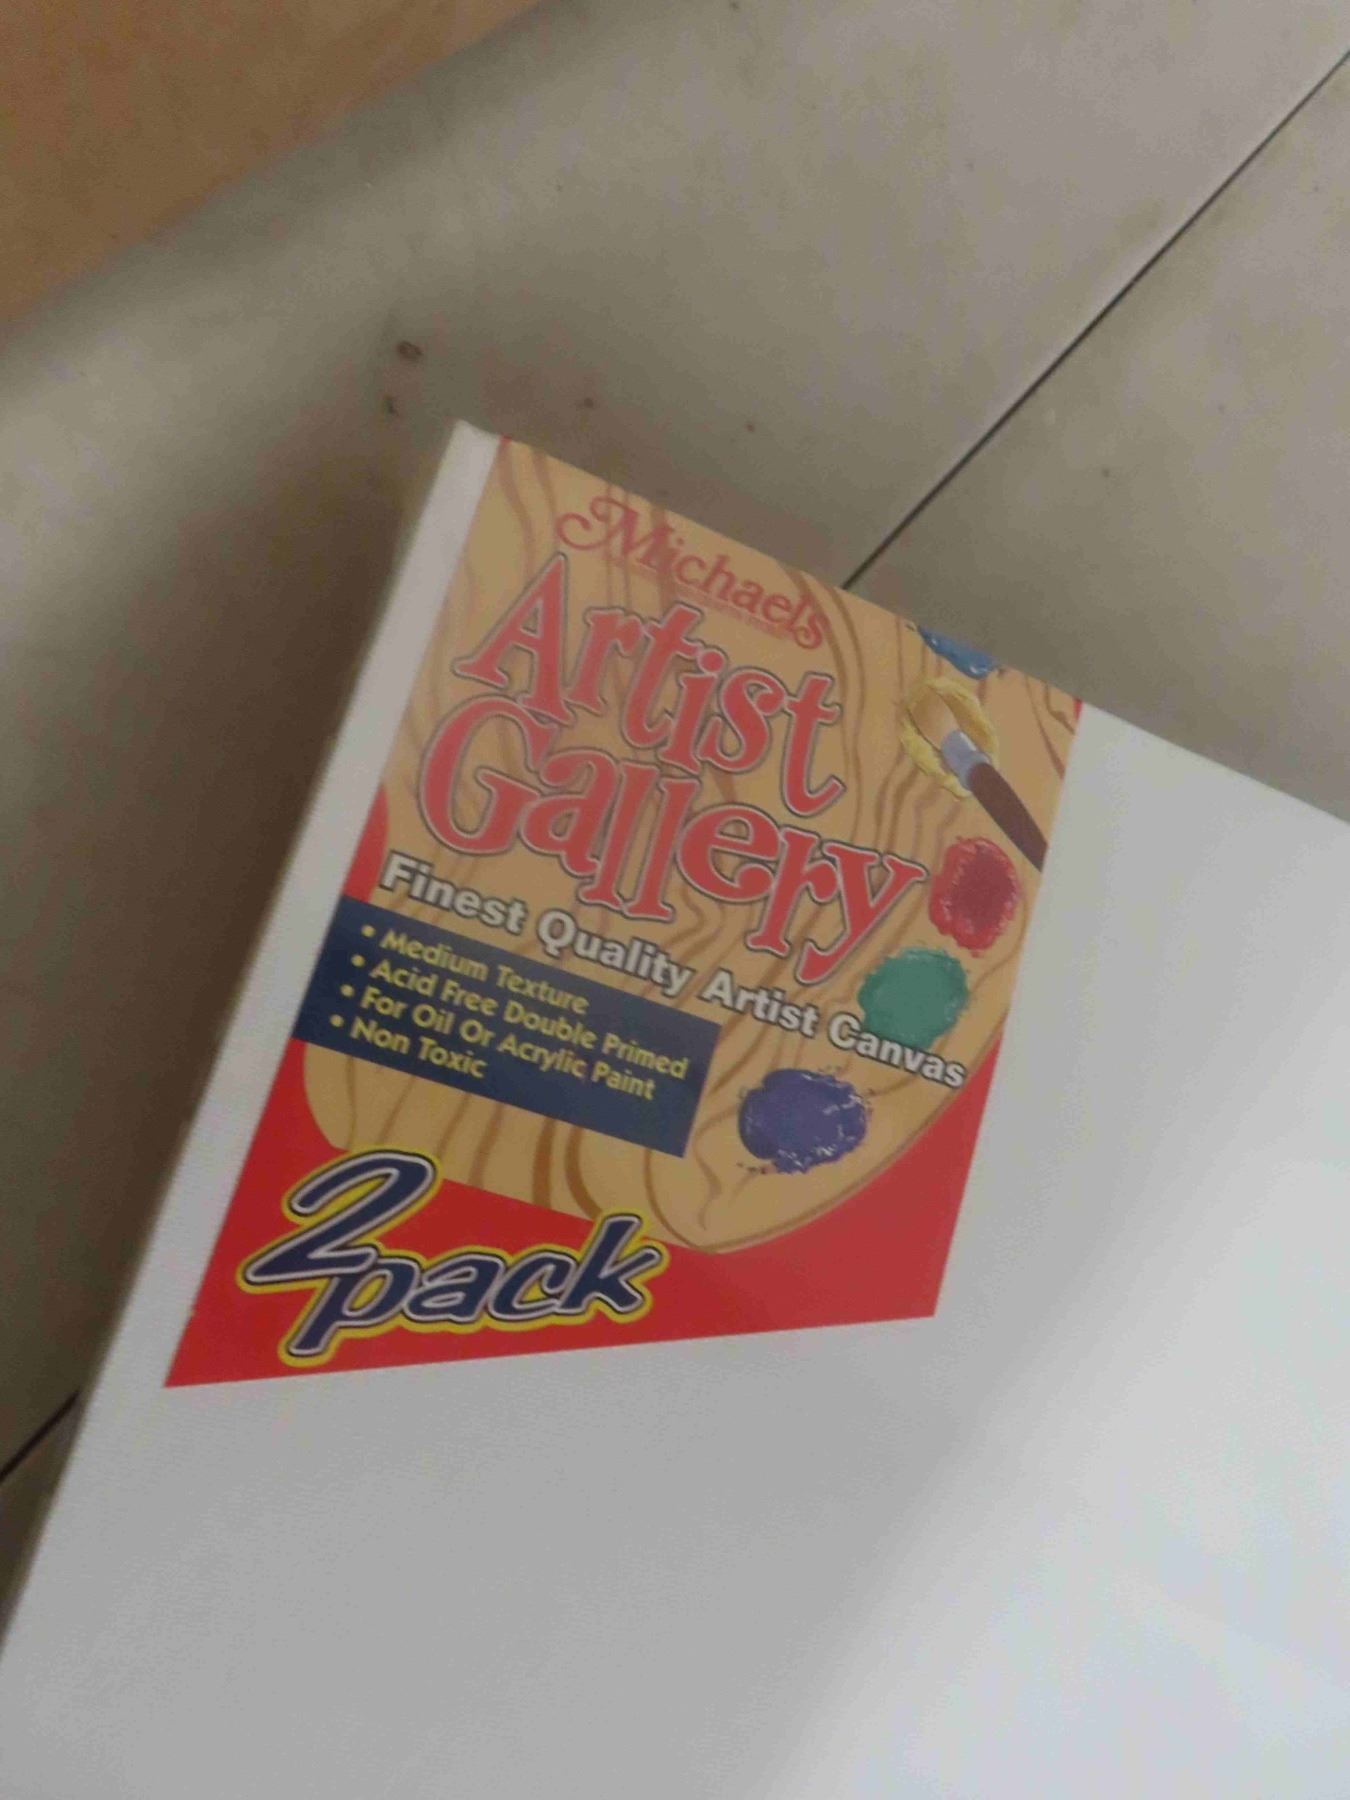 Michaels
Artist
Gallery
Finest Quality Artist Canvas
• Medium Texture
• Acid Free Double Primed
• For Oil Or Acrylic Paint
• Non Toxic
2 pack